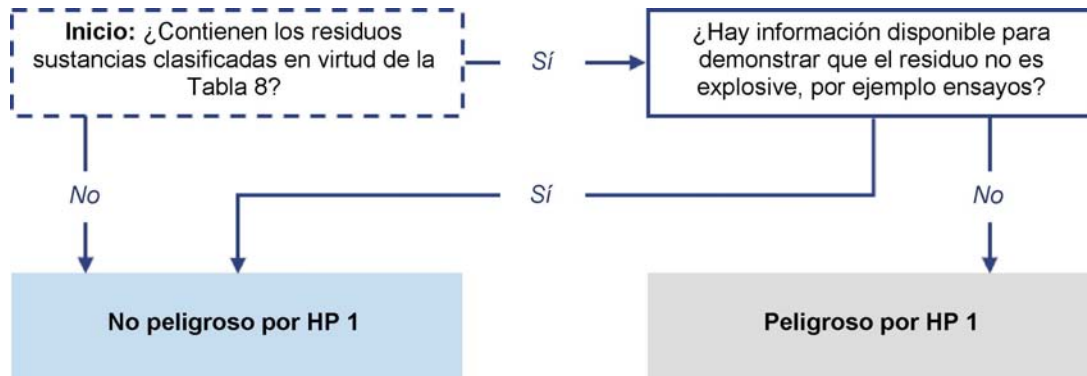 Inicio: ¿Contienen los residuos
sustancias clasificadas en virtud de la
Tabla 8?
Sí
¿Hay información disponible para
demonstrar que el residuo no es
explosive, por ejemplo ensayos?
No
Sí
No
No peligroso por HP 1
Peligroso por HP 1